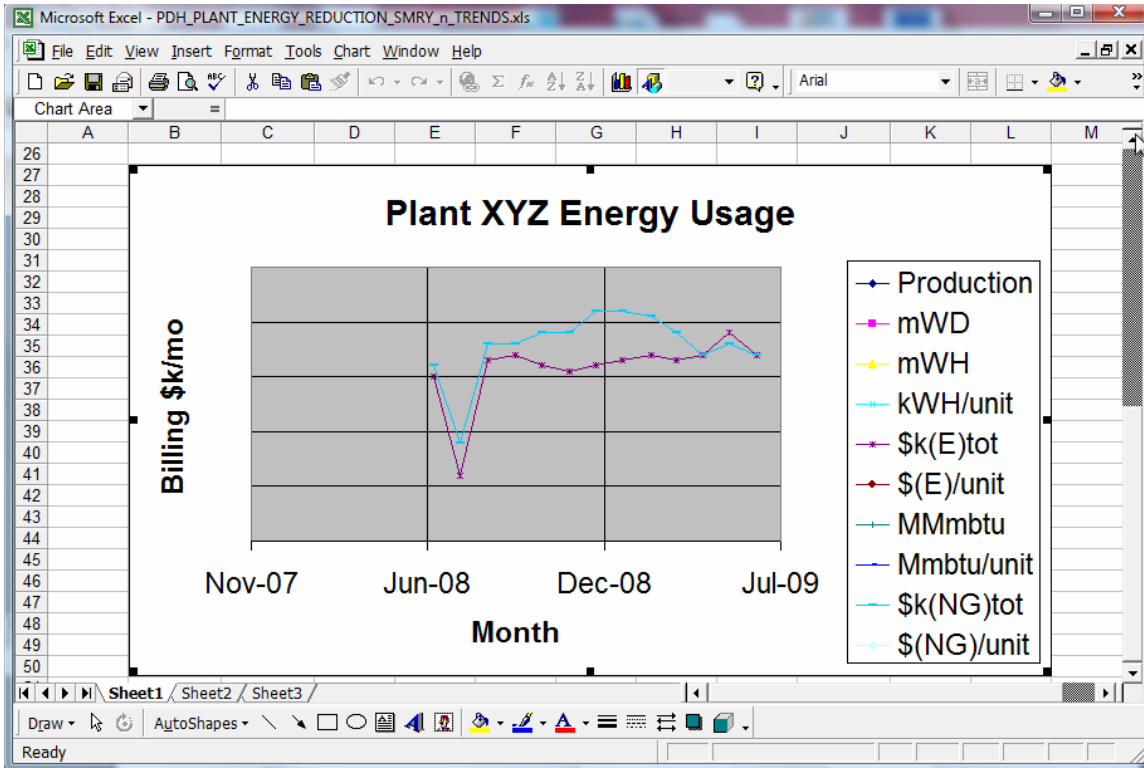 Microsoft Excel - PDH_PLANT_ENERGY_REDUCTION_SMRY_n_TRENDS.xls
File Edit View Insert Format Tools Chart Window Help
Arial
Chart Area =
A B C D E F G H I J K L M
26
27
28
29
30
31
32
33
34
35
36
37
38
39
40
41
42
43
44
45
46
47
48
49
50
Plant XYZ Energy Usage
Billing $k/mo
Nov-07 Jun-08 Dec-08 Jul-09
Month
Production
mWD
mWH
kWH/unit
$k(E)tot
$(E)/unit
MMmbtu
Mmbtu/unit
$k(NG)tot
$(NG)/unit
Sheet1 Sheet2 Sheet3
Draw AutoShapes
Ready